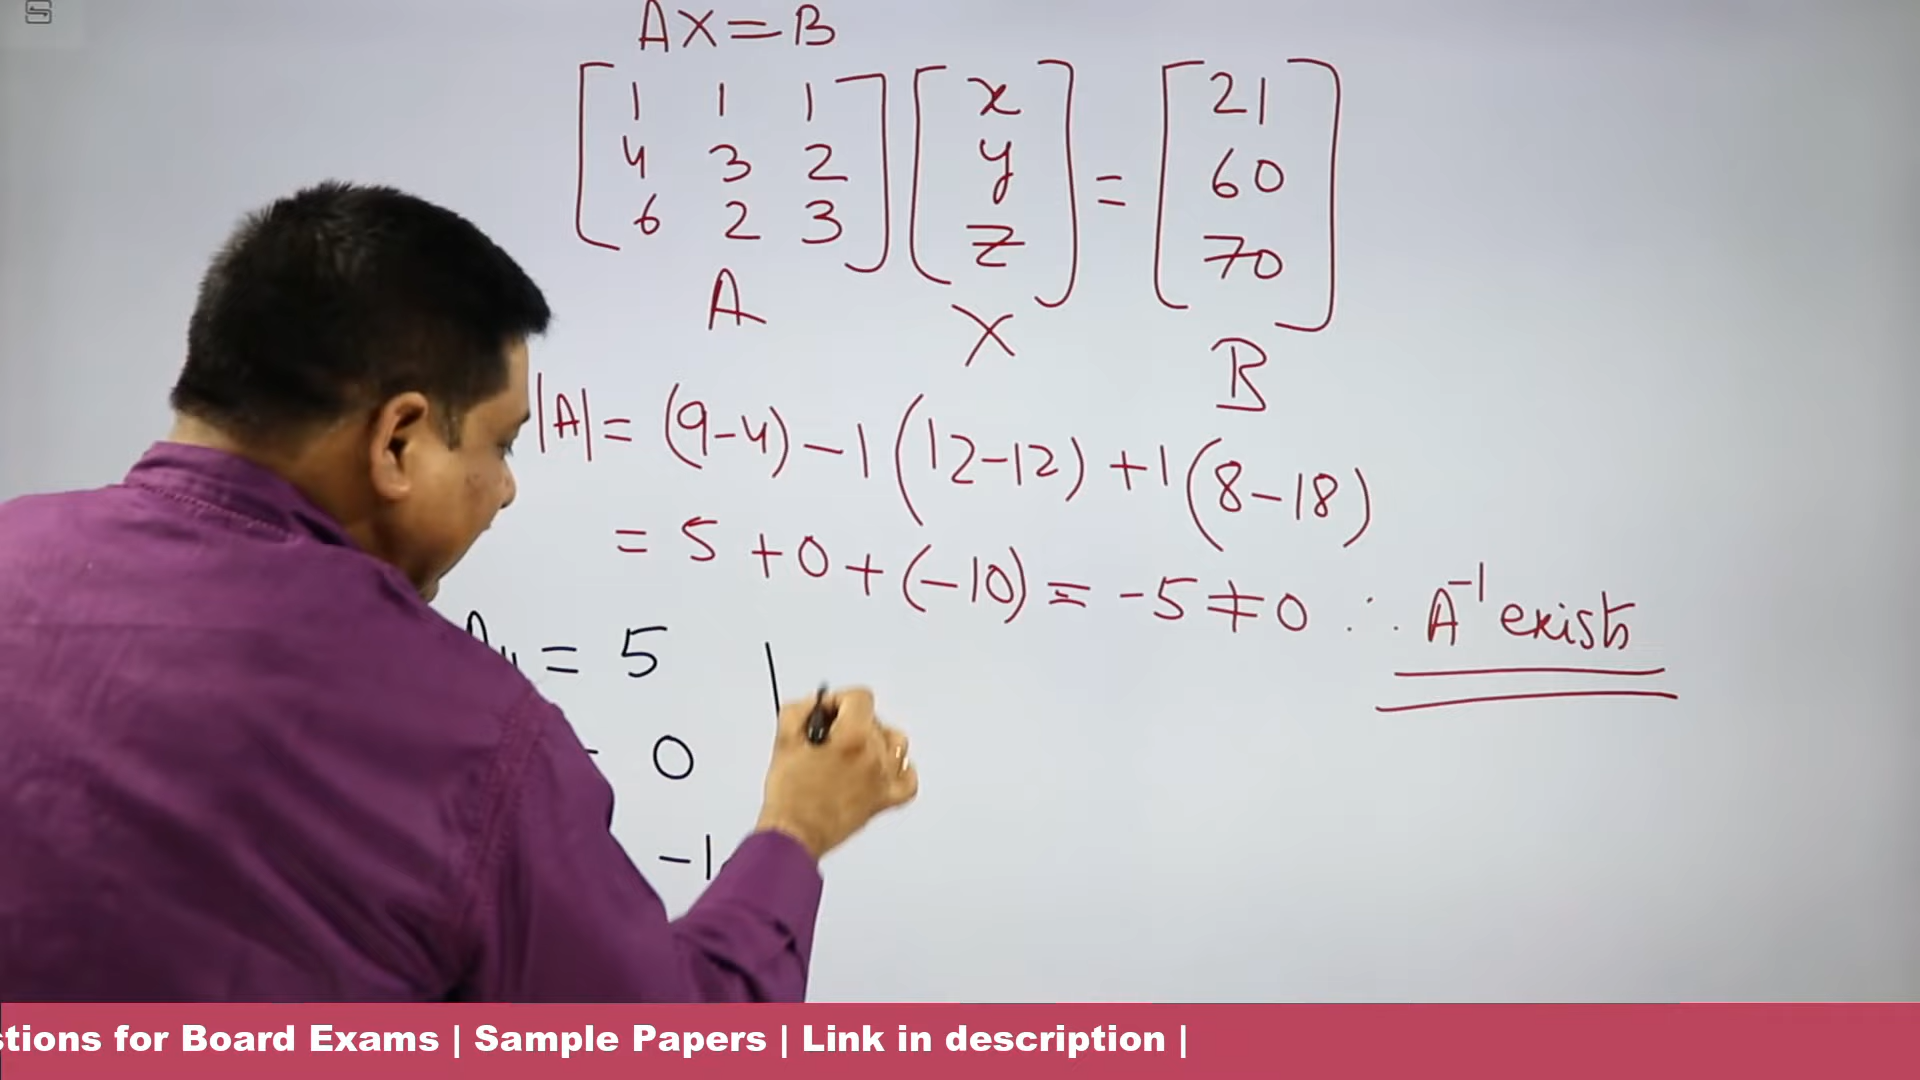 AX=B
[1 1 1] [x] = [21]
[4 3 2] [y] [60]
[6 2 3] [z] [70]
A X B
|A| = (9-4) -1 (12-12) +1 (8-18)
= 5 + 0 + (-10) = -5 ≠ 0 ∴ A⁻¹ exists
= 5
0
-1
stions for Board Exams | Sample Papers | Link in description |